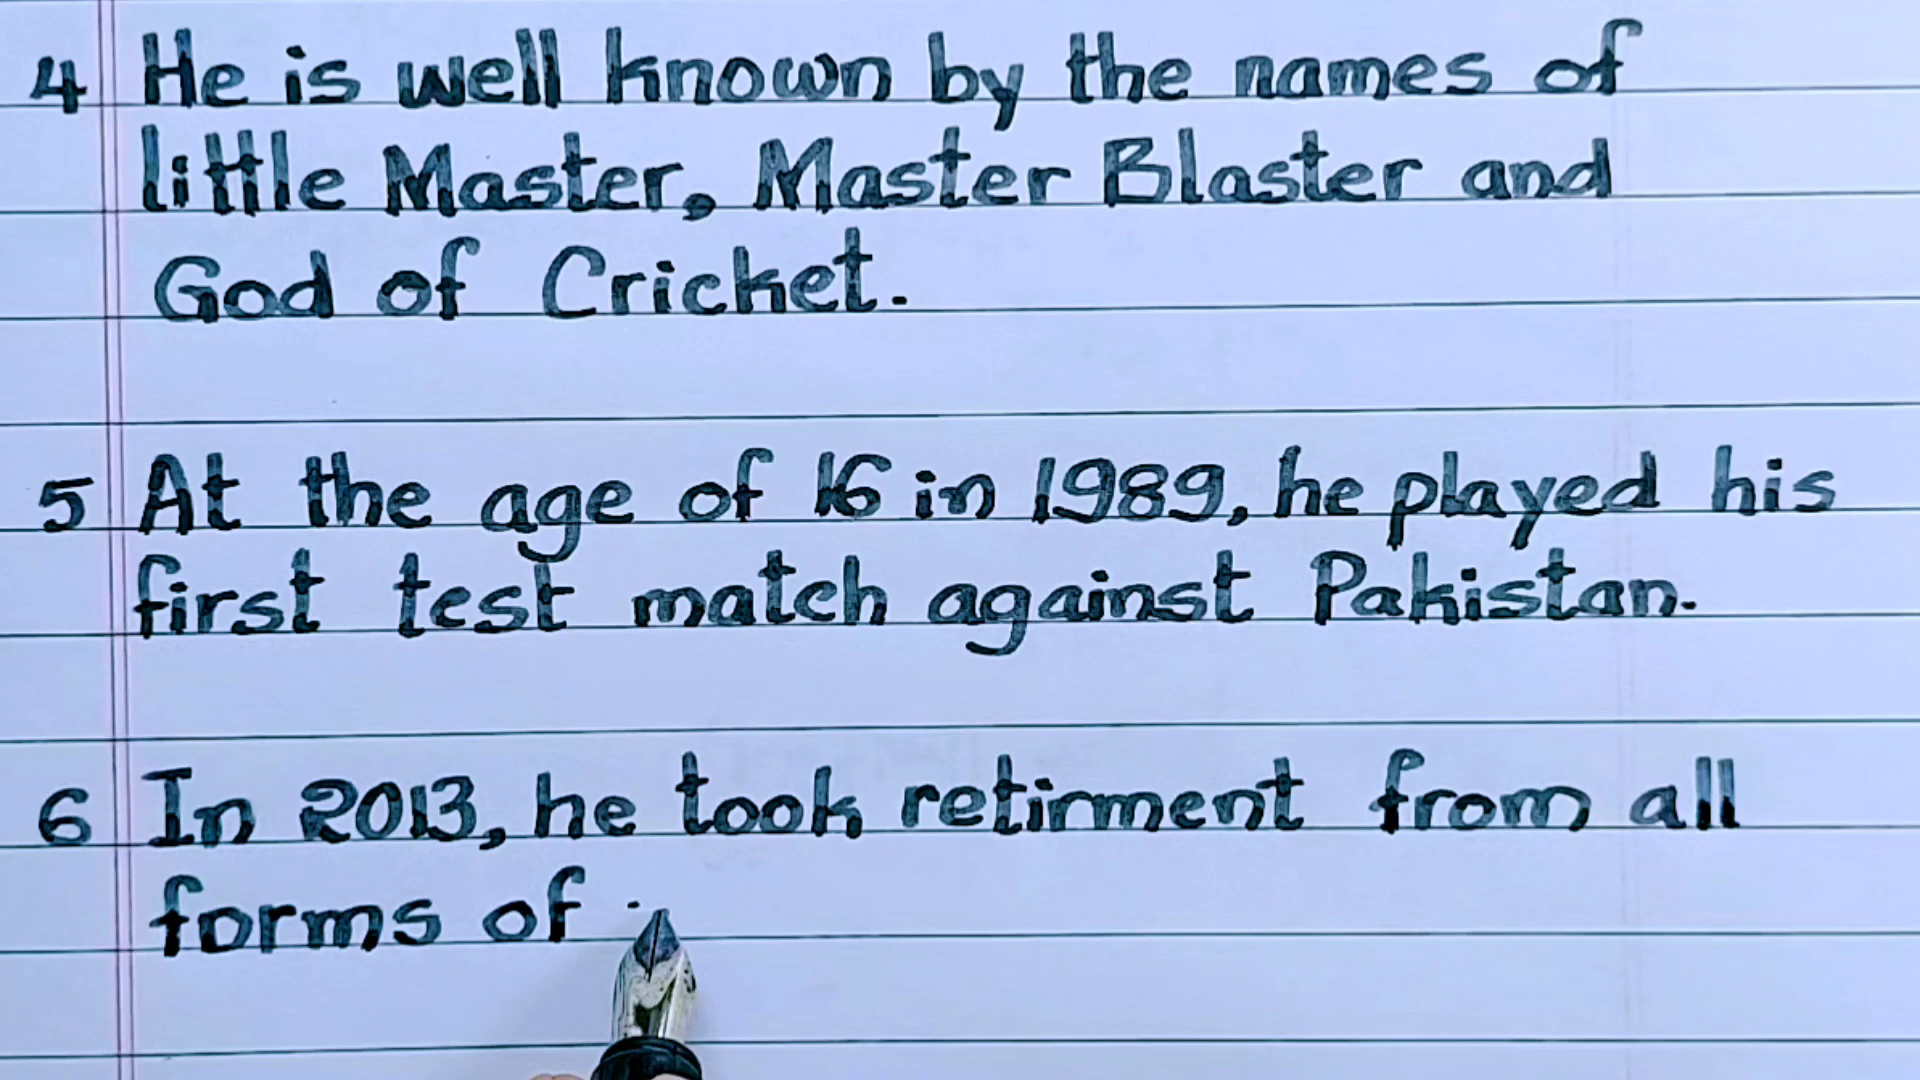 4 He is well known by the names of
little Master, Master Blaster and
God of Cricket.
5 At the age of 16 in 1989, he played his
first test match against Pakistan.
6 In 2013, he took retirment from all
forms of